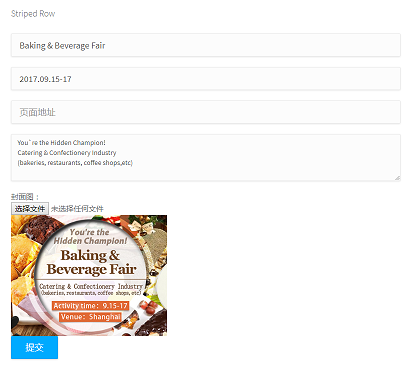 Striped Row
Baking & Beverage Fair
2017.09.15-17
页面地址
You`re the Hidden Champion!
Catering & Confectionery Industry
(bakeries, restaurants, coffee shops,etc)
封面图：
选择文件 未选择任何文件
You're the
Hidden Champion!
Baking &
Beverage Fair
Catering & Confectionery Industry
(bakeries, restaurants, coffee shops, etc)
Activity time：9.15-17
Venue：Shanghai
提交